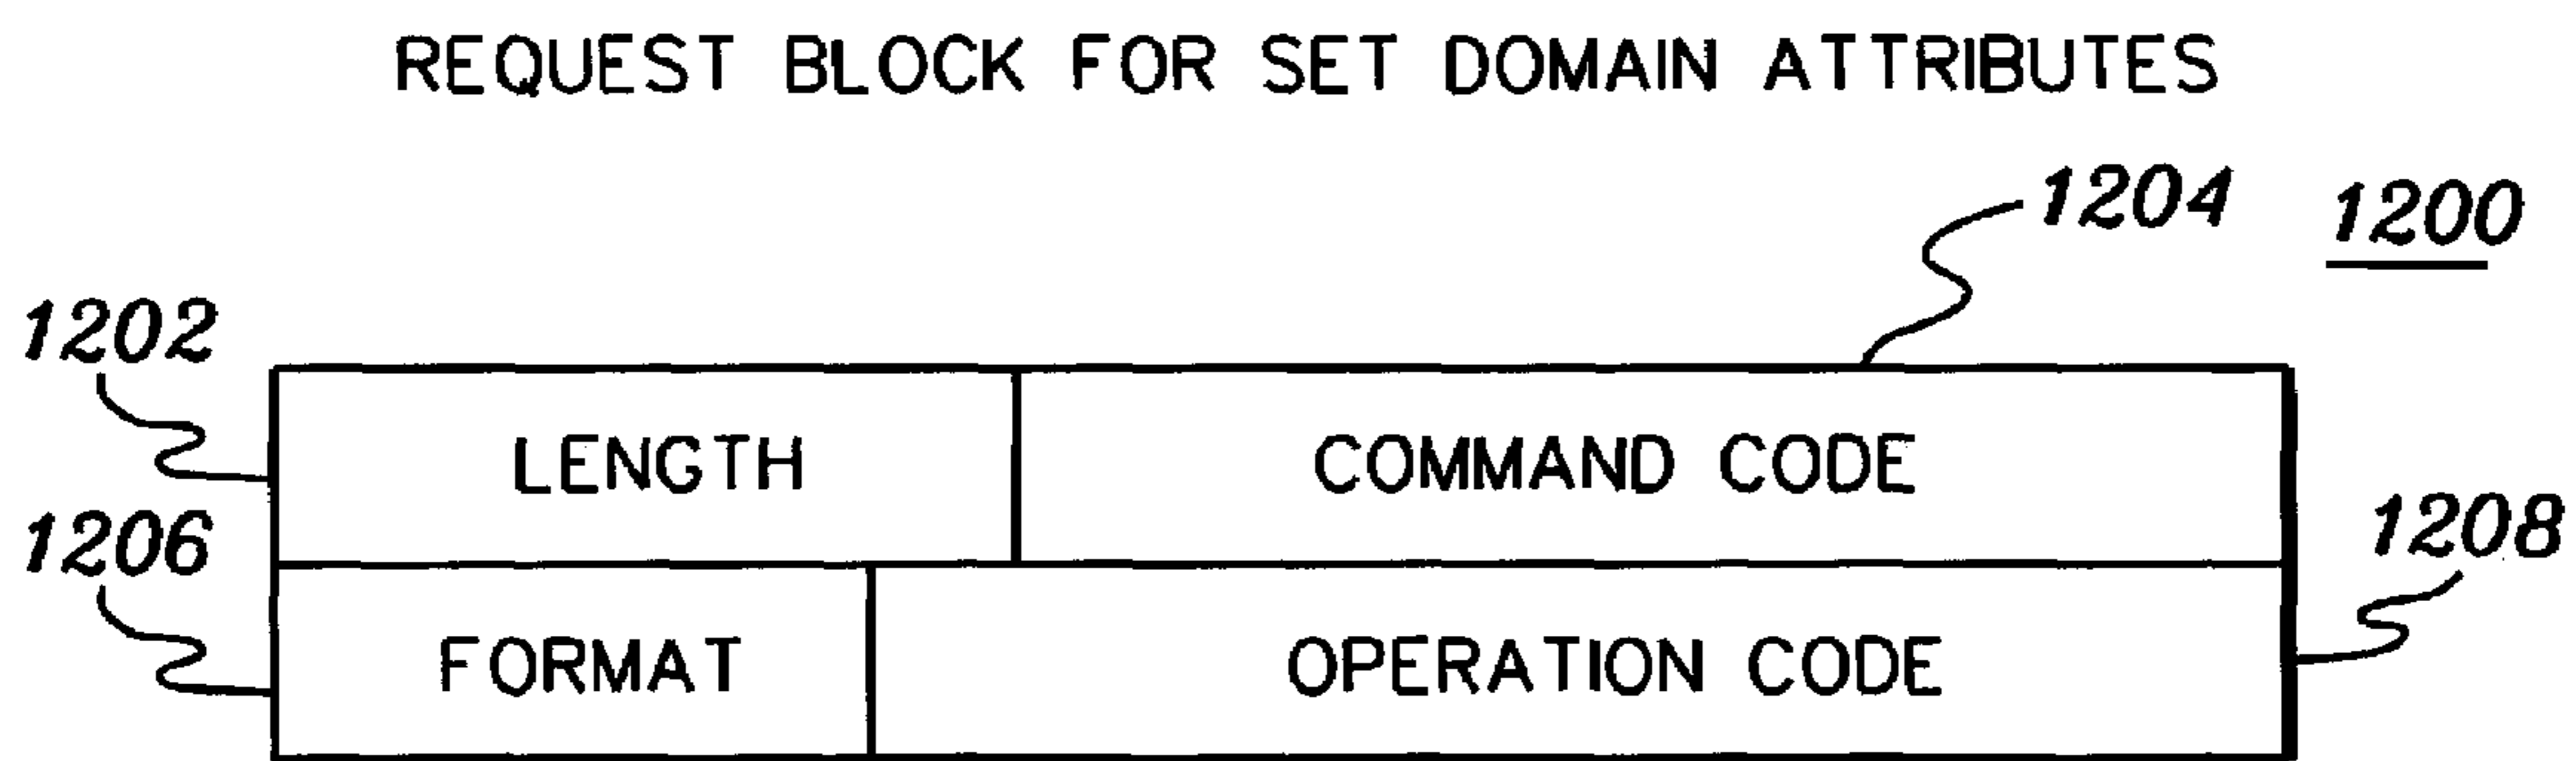 REQUEST BLOCK FOR SET DOMAIN ATTRIBUTES
1204 1200
1202
LENGTH COMMAND CODE
1206 1208
FORMAT OPERATION CODE